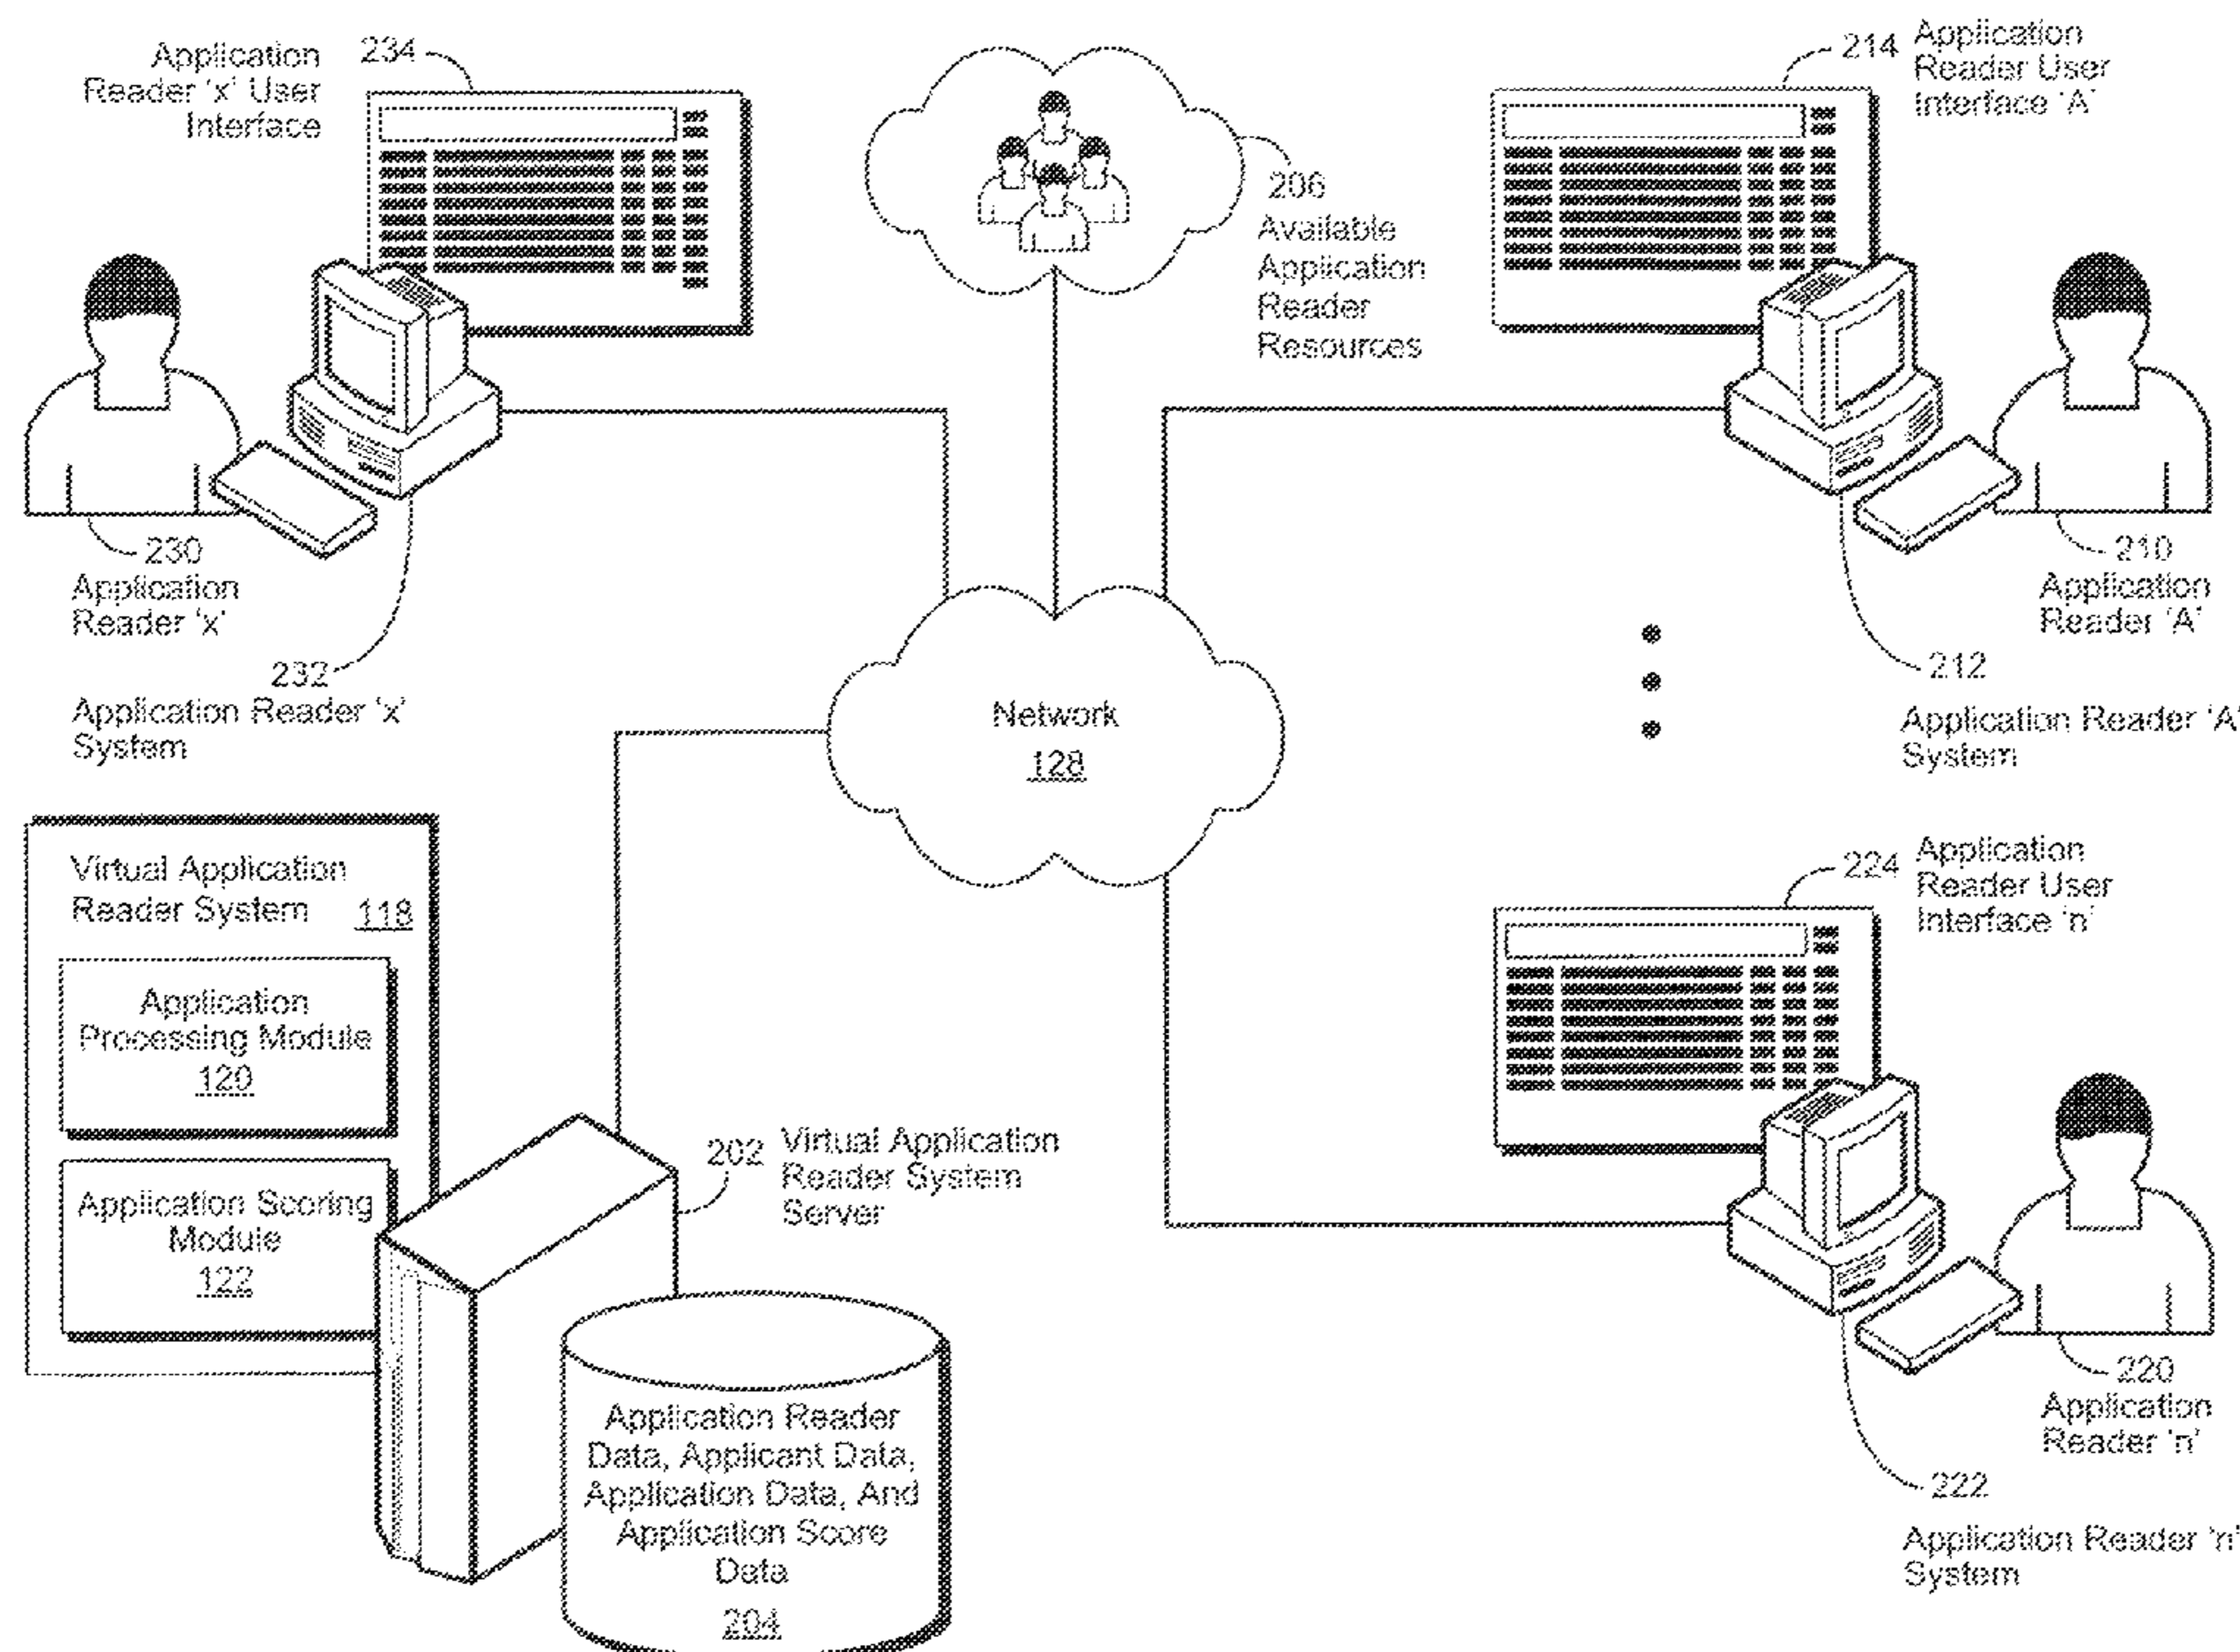 Application
Reader 'x' User
Interface
234
206
Available
Application
Reader
Resources
214
Application
Reader User
Interface 'A'
230
Application
Reader 'x'
232
Application Reader 'x'
System
210
Application
Reader 'A'
212
Application Reader 'A'
System
Network
128
Virtual Application
Reader System 118
Application
Processing Module
120
Application Scoring
Module
122
202
Virtual Application
Reader System
Server
Application Reader
Data, Applicant Data,
Application Data, And
Application Score
Data
204
224
Application
Reader User
Interface 'n'
220
Application
Reader 'n'
222
Application Reader 'n'
System